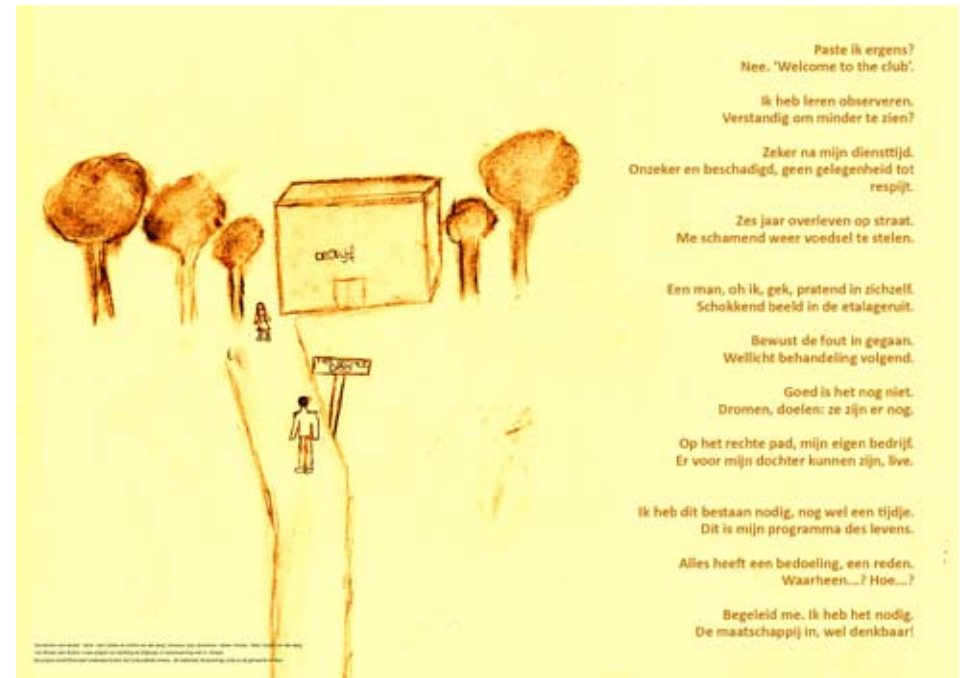 Paste ik ergens?
Nee. ‘Welcome to the club’.
Ik heb leren observeren.
Verstandig om minder te zien?
Zeker na mijn diensttijd.
Onzeker en beschadigd, geen gelegenheid tot
respijt.
Zes jaar overleven op straat.
Me schamend weer voedsel te stelen.
Een man, oh ik, gek, pratend in zichzelf.
Schokkend beeld in de etalageruit.
Bewust de fout in gegaan.
Wellicht behandeling volgend.
Goed is het nog niet.
Dromen, doelen: ze zijn er nog.
Op het rechte pad, mijn eigen bedrijf.
Er voor mijn dochter kunnen zijn, live.
Ik heb dit bestaan nodig, nog wel een tijdje.
Dit is mijn programma des levens.
Alles heeft een bedoeling, een reden.
Waarheen...? Hoe...?
Begeleid me. Ik heb het nodig.
De maatschappij in, wel denkbaar!